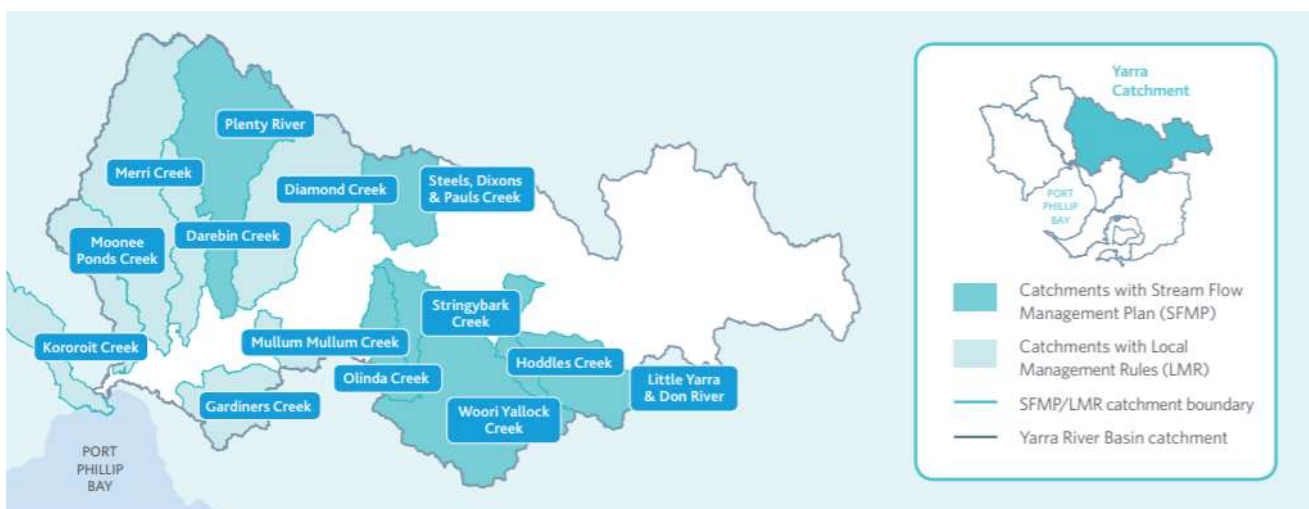 Plenty River
Merri Creek
Diamond Creek
Steels, Dixons
& Pauls Creek
Moonee
Ponds Creek
Darebin Creek
Stringybark
Creek
Kororoit Creek
Mullum Mullum Creek
Hoddles Creek
Olinda Creek
Little Yarra
& Don River
Gardiners Creek
Woori Yallock
Creek
PORT
PHILLIP
BAY
Yarra
Catchment
PORT
PHILLIP
BAY
Catchments with Stream Flow
Management Plan (SFMP)
Catchments with Local
Management Rules (LMR)
SFMP/LMR catchment boundary
Yarra River Basin catchment